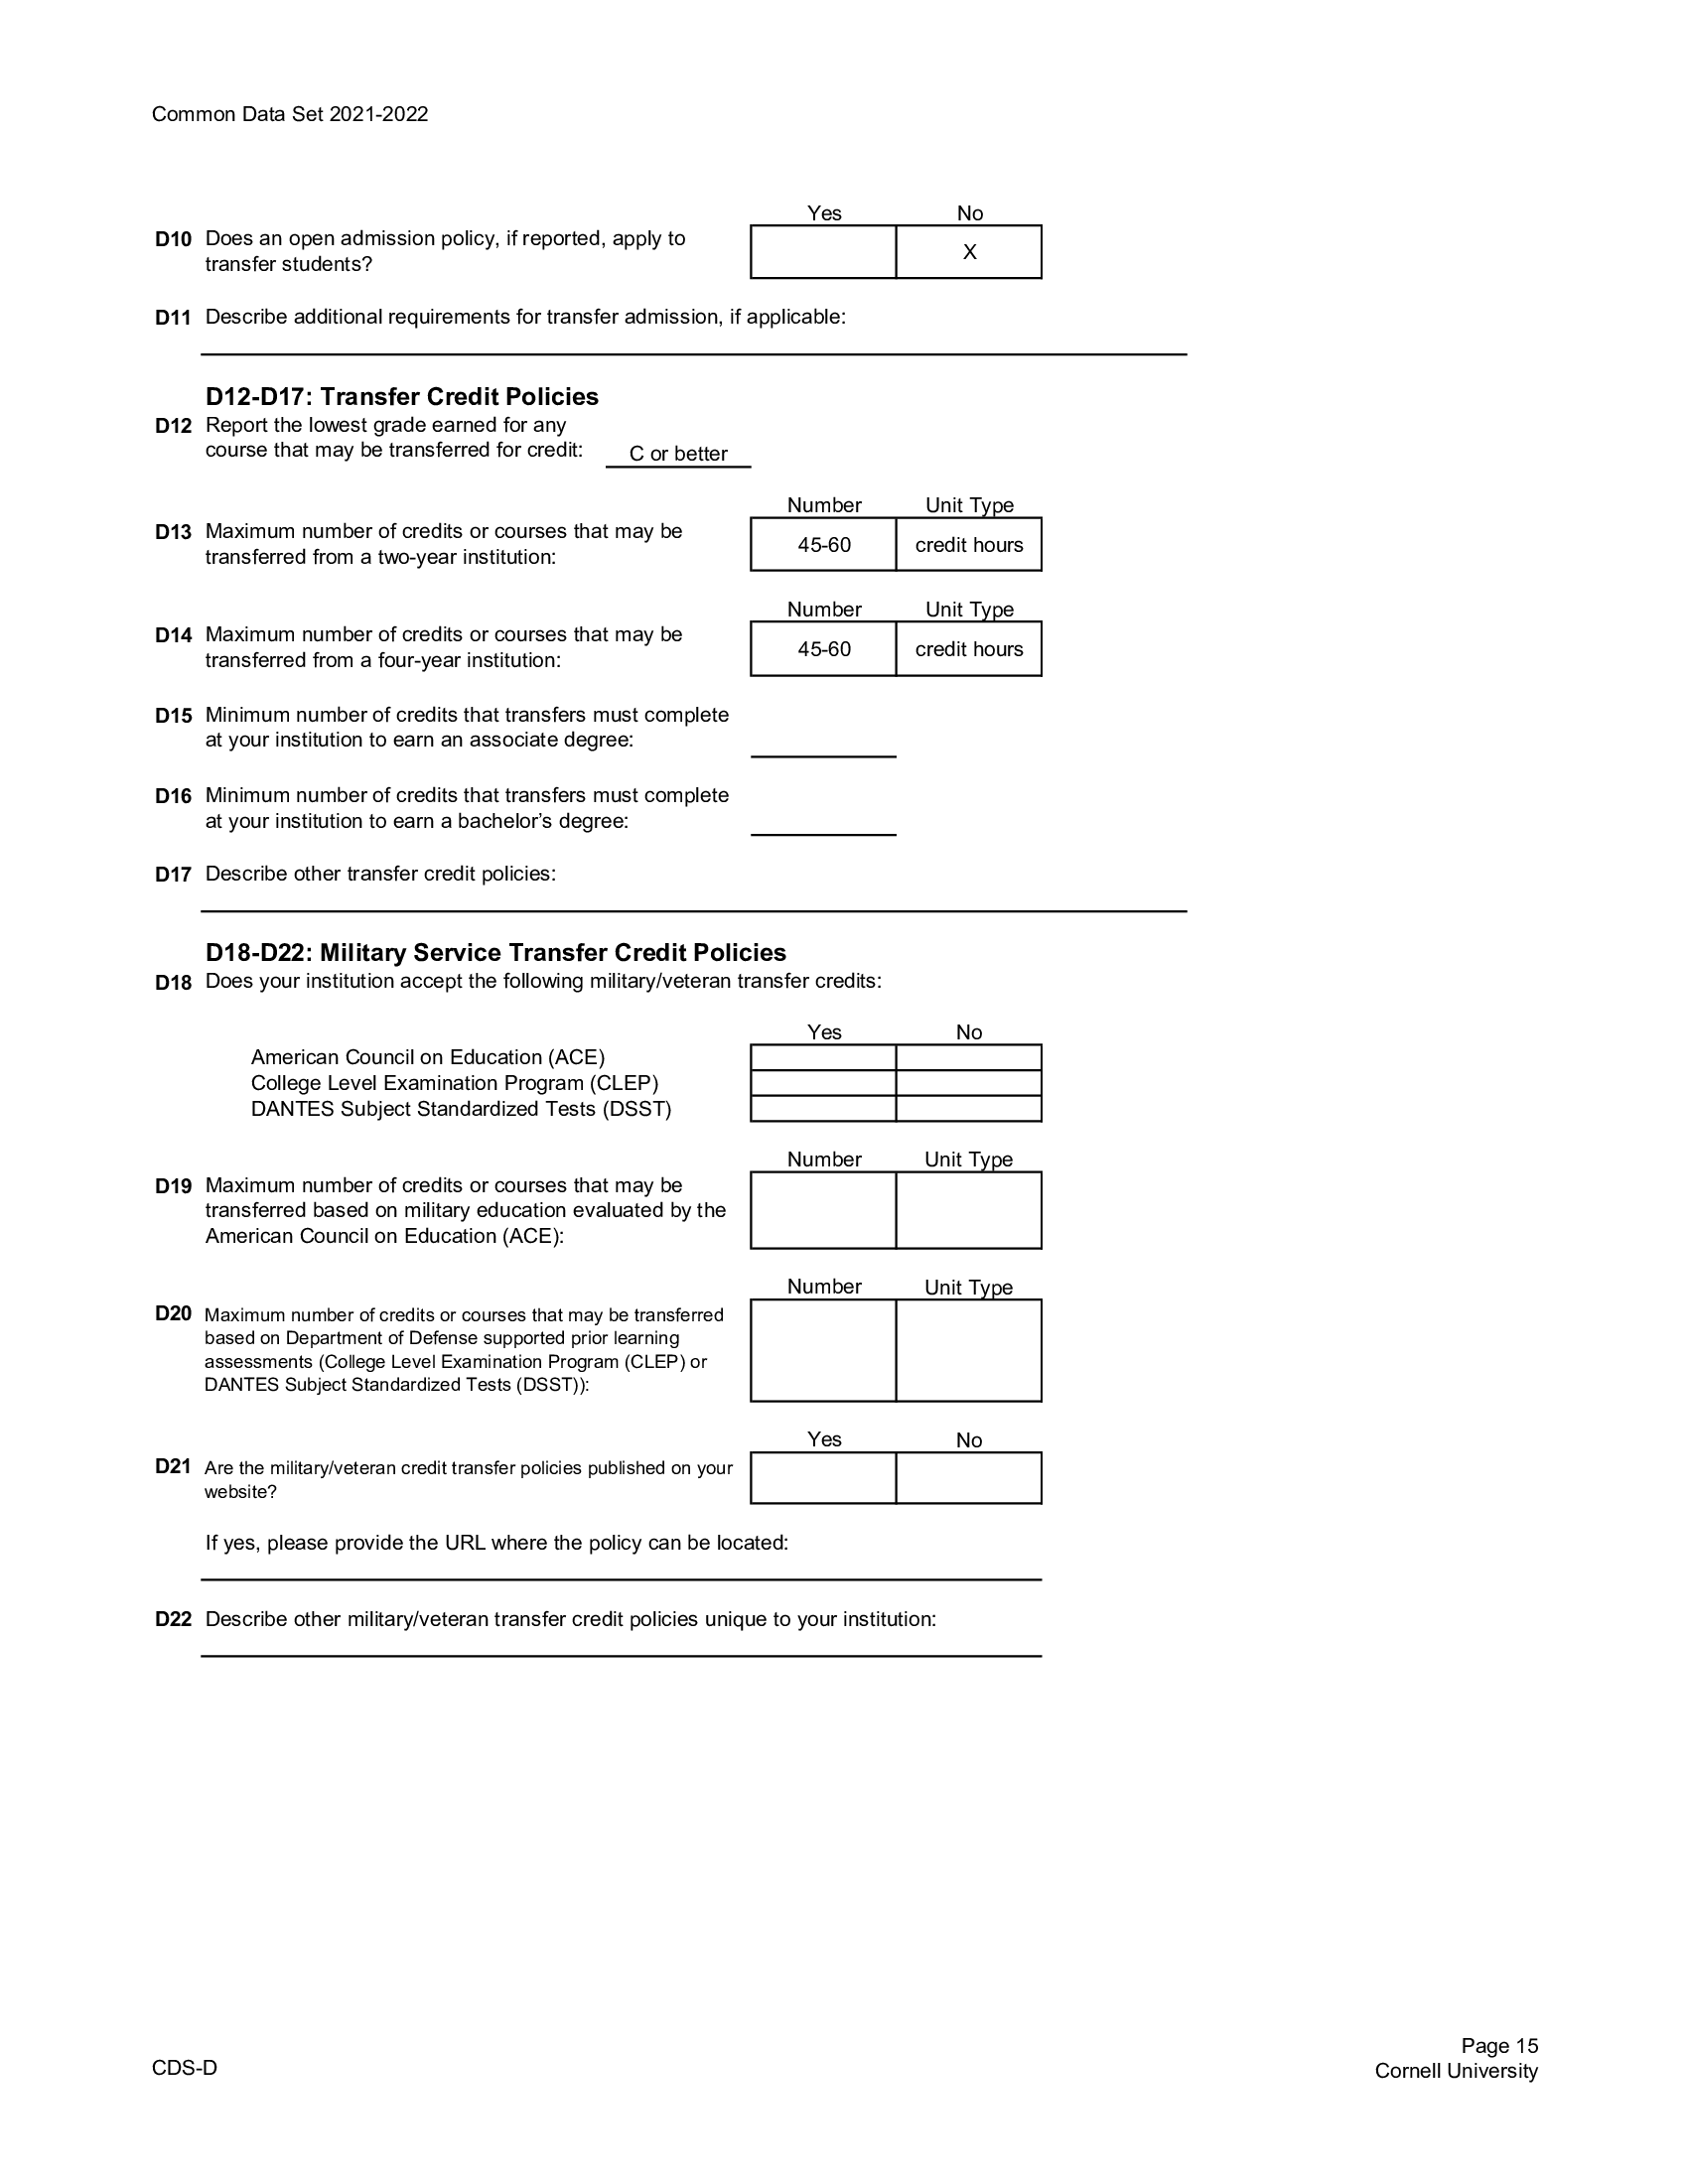 Common Data Set 2021-2022
Yes No
D10 Does an open admission policy, if reported, apply to
transfer students?
X
D11 Describe additional requirements for transfer admission, if applicable:
D12-D17: Transfer Credit Policies
D12 Report the lowest grade earned for any
course that may be transferred for credit: C or better
Number Unit Type
D13 Maximum number of credits or courses that may be
transferred from a two-year institution:
45-60 credit hours
Number Unit Type
D14 Maximum number of credits or courses that may be
transferred from a four-year institution:
45-60 credit hours
D15 Minimum number of credits that transfers must complete
at your institution to earn an associate degree:
D16 Minimum number of credits that transfers must complete
at your institution to earn a bachelor’s degree:
D17 Describe other transfer credit policies:
D18-D22: Military Service Transfer Credit Policies
D18 Does your institution accept the following military/veteran transfer credits:
Yes No
American Council on Education (ACE)
College Level Examination Program (CLEP)
DANTES Subject Standardized Tests (DSST)
Number Unit Type
D19 Maximum number of credits or courses that may be
transferred based on military education evaluated by the
American Council on Education (ACE):
Number Unit Type
D20 Maximum number of credits or courses that may be transferred
based on Department of Defense supported prior learning
assessments (College Level Examination Program (CLEP) or
DANTES Subject Standardized Tests (DSST)):
Yes No
D21 Are the military/veteran credit transfer policies published on your
website?
If yes, please provide the URL where the policy can be located:
D22 Describe other military/veteran transfer credit policies unique to your institution:
Page 15
CDS-D
Cornell University